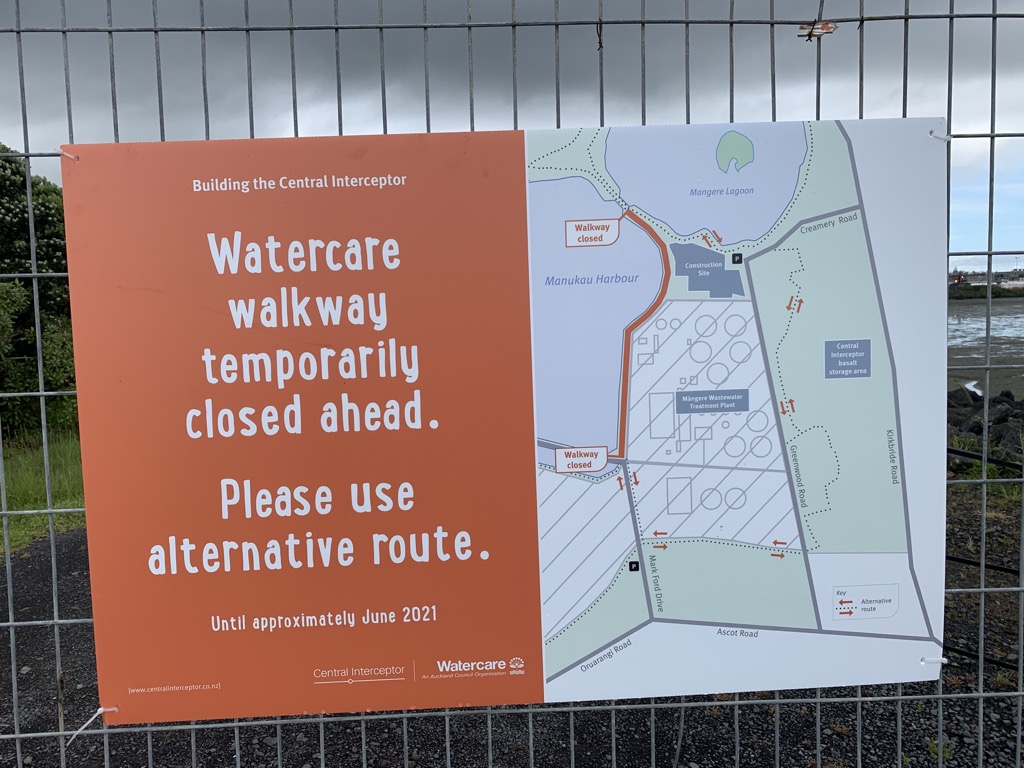 Building the Central Interceptor
Watercare
walkway
temporarily
closed ahead.
Please use
alternative route.
Until approximately June 2021
[www.centralinterceptor.co.nz]
Central Interceptor
Watercare
An Auckland Council Organisation
Mangere Lagoon
Walkway
closed
Creamery Road
P
Construction
Site
Manukau Harbour
Central
Interceptor
basalt
storage area
Māngere Wastewater
Treatment Plant
Walkway
closed
Greenwood Road
Kirkbride Road
P
Mark Ford Drive
Key
Alternative
route
Ascot Road
Oruarangi Road